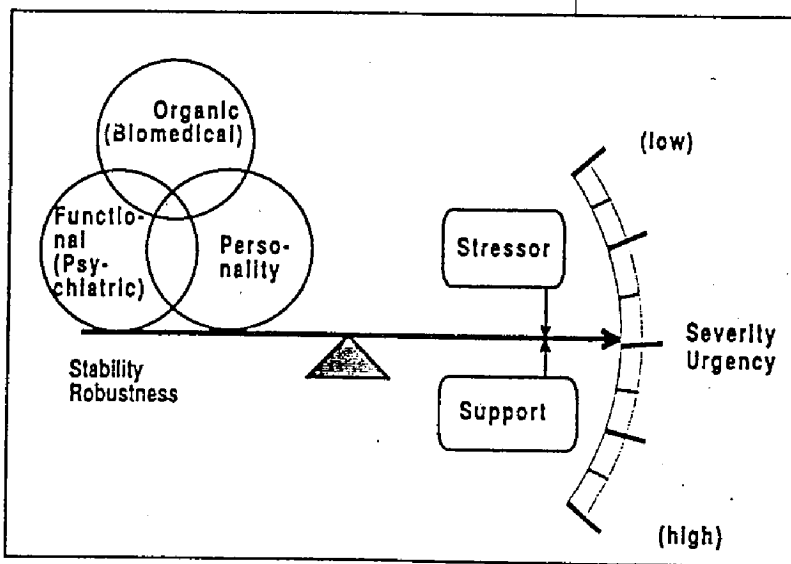 Organic
(Biomedical)
Functio-
nal
(Psy-
chiatric)
Perso-
nality
Stability
Robustness
Stressor
Support
(low)
Severity
Urgency
(high)